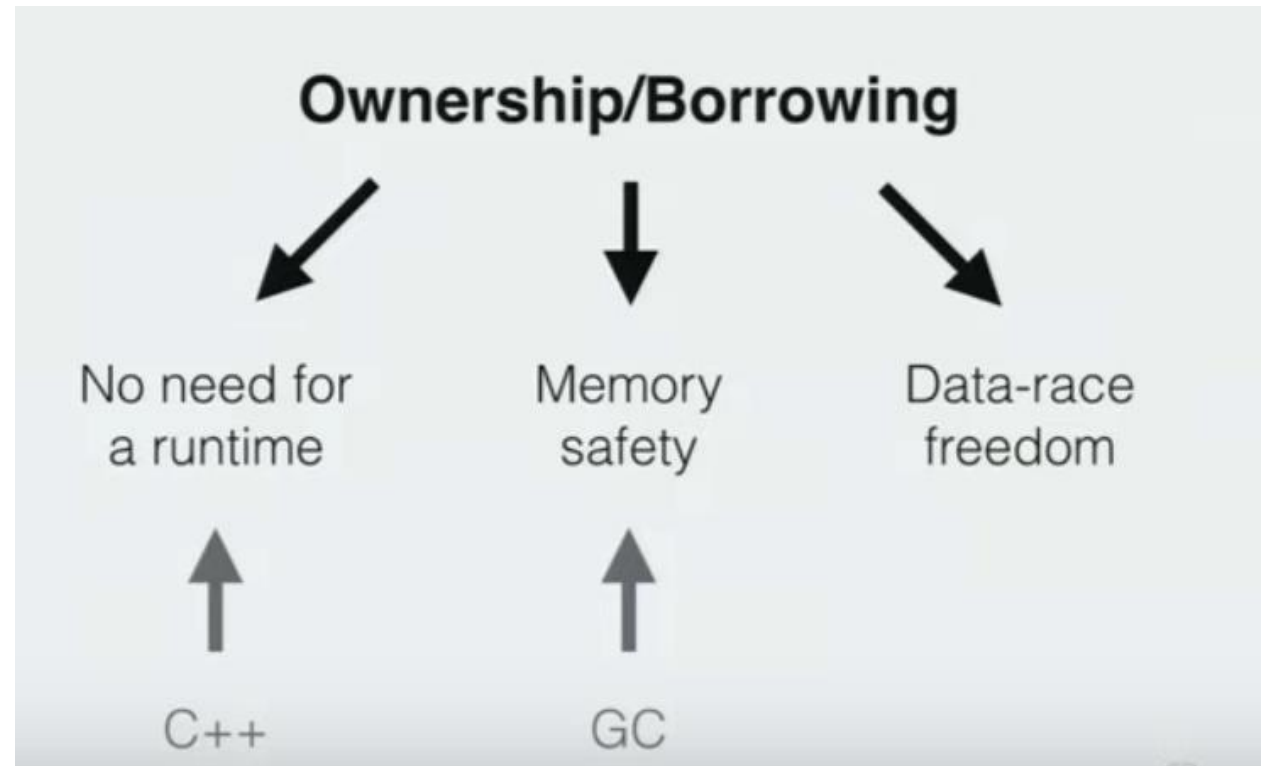 Ownership/Borrowing
No need for
a runtime
Memory
safety
Data-race
freedom
C++
GC